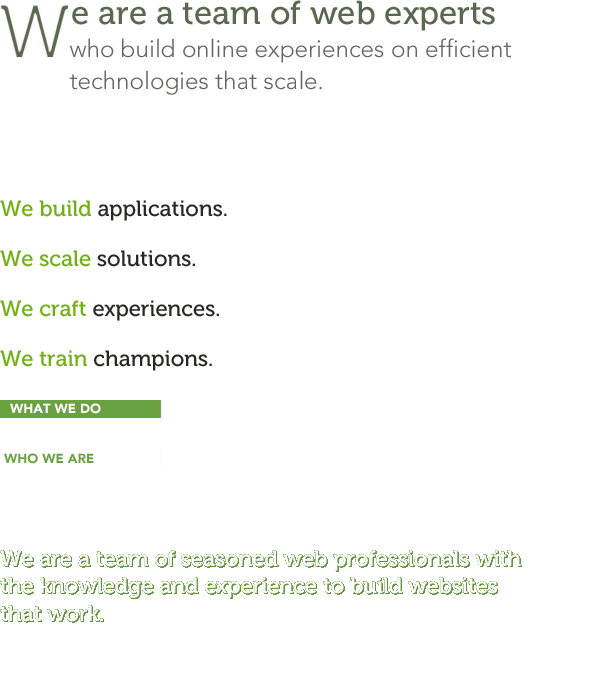 We are a team of web experts
who build online experiences on efficient
technologies that scale.
We build applications.
We scale solutions.
We craft experiences.
We train champions.
WHAT WE DO
WHO WE ARE
We are a team of seasoned web professionals with
the knowledge and experience to build websites
that work.